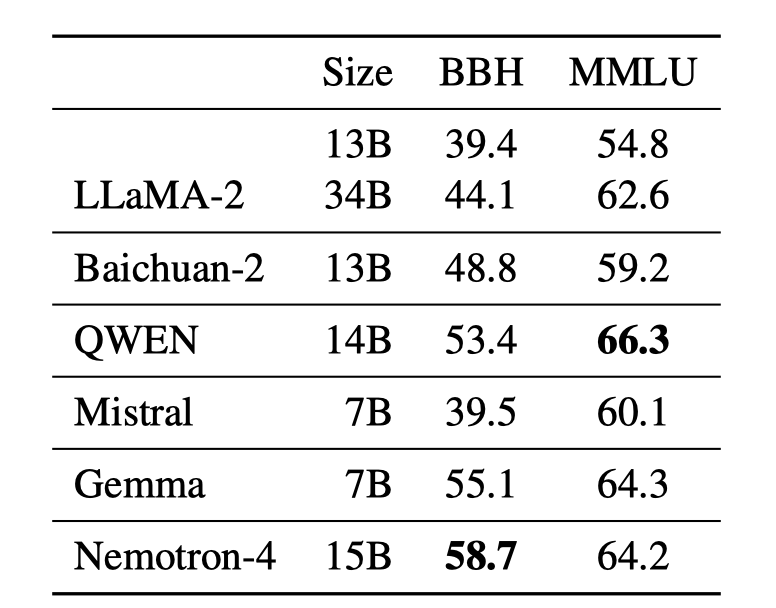 Size BBH MMLU
13B 39.4 54.8
LLaMA-2 34B 44.1 62.6
Baichuan-2 13B 48.8 59.2
QWEN 14B 53.4 66.3
Mistral 7B 39.5 60.1
Gemma 7B 55.1 64.3
Nemotron-4 15B 58.7 64.2